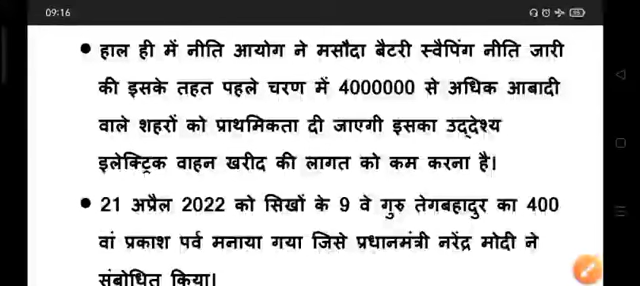 09:16
हाल ही में नीति आयोग ने मसौदा बैटरी स्वैपिंग नीति जारी
की इसके तहत पहले चरण में 4000000 से अधिक आबादी
वाले शहरों को प्राथमिकता दी जाएगी इसका उद्देश्य
इलेक्ट्रिक वाहन खरीद की लागत को कम करना है।
21 अप्रैल 2022 को सिखों के 9 वे गुरु तेगबहादुर का 400
वां प्रकाश पर्व मनाया गया जिसे प्रधानमंत्री नरेंद्र मोदी ने
संबोधित किया।